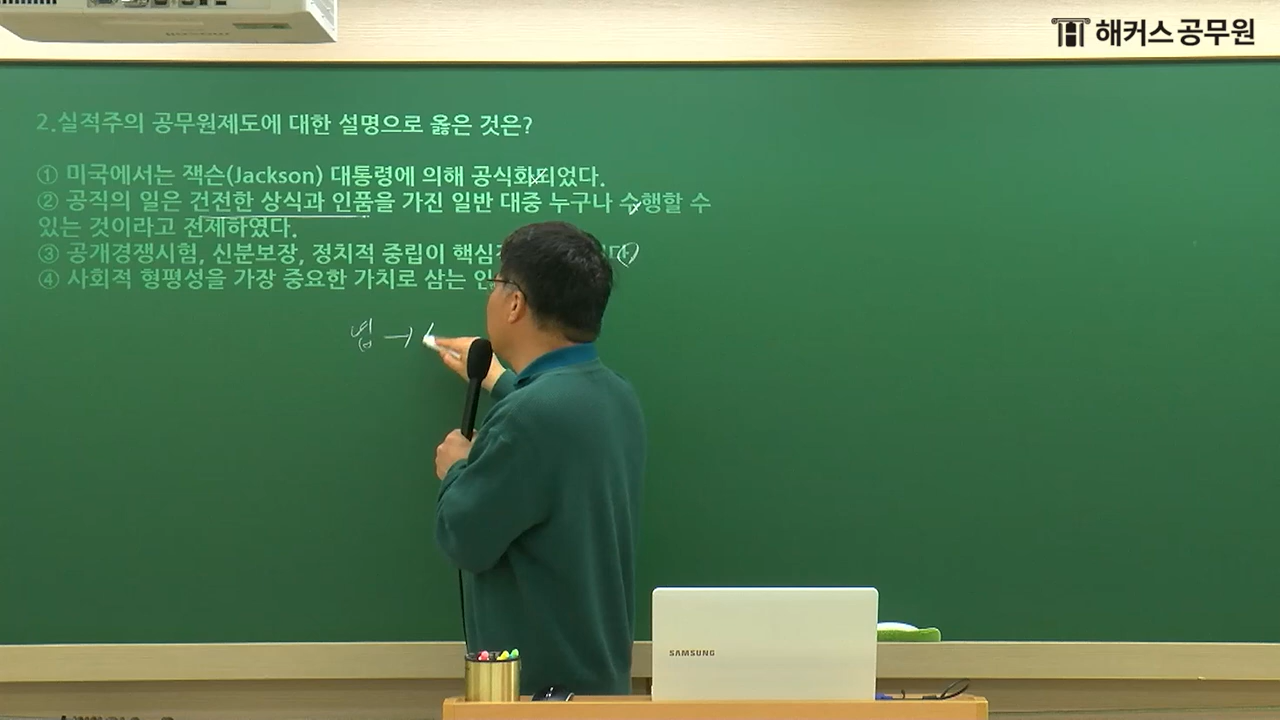 해커스공무원
2.실적주의 공무원제도에 대한 설명으로 옳은 것은?
① 미국에서는 잭슨(Jackson) 대통령에 의해 공식화되었다.
② 공직의 일은 건전한 상식과 인품을 가진 일반 대중 누구나 수행할 수
있는 것이라고 전제하였다.
③ 공개경쟁시험, 신분보장, 정치적 중립이 핵심
④ 사회적 형평성을 가장 중요한 가치로 삼는
SAMSUNG